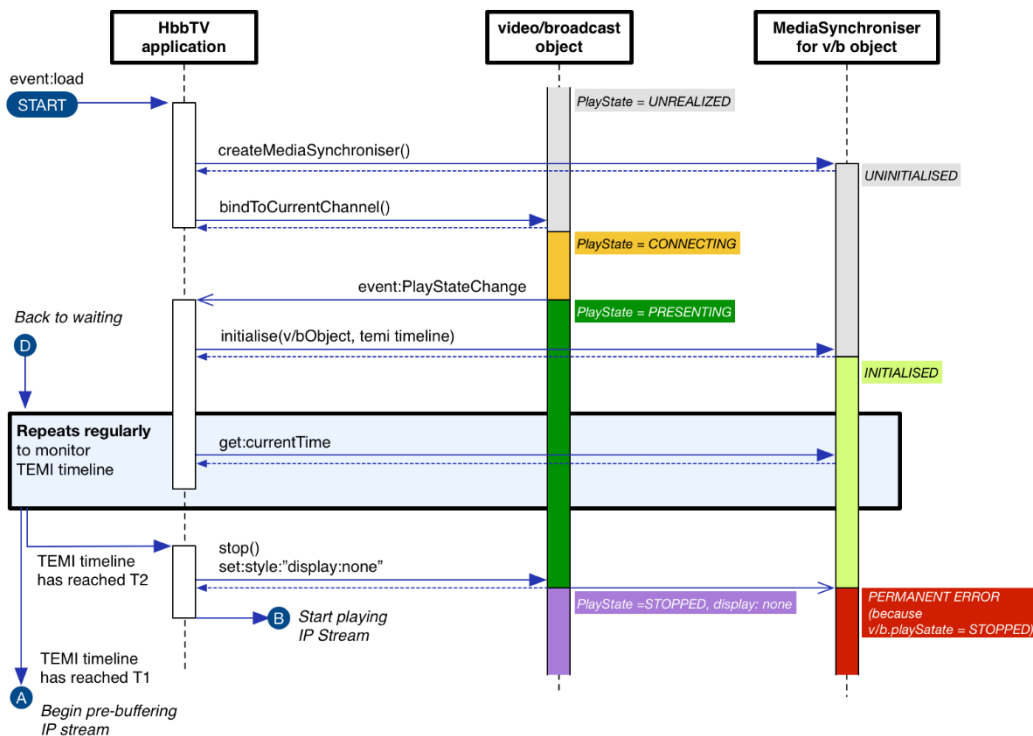 HbbTV
application
video/broadcast
object
MediaSynchroniser
for v/b object
event:load
START
PlayState = UNREALIZED
createMediaSynchroniser()
UNINITIALISED
bindToCurrentChannel()
PlayState = CONNECTING
event:PlayStateChange
PlayState = PRESENTING
Back to waiting
D
initialise(v/bObject, temi timeline)
INITIALISED
Repeats regularly
to monitor
TEMI timeline
get:currentTime
TEMI timeline
has reached T2
stop()
set:style:”display:none”
PlayState =STOPPED, display: none
PERMANENT ERROR
(because
v/b.playSatate = STOPPED)
B
Start playing
IP Stream
TEMI timeline
has reached T1
A
Begin pre-buffering
IP stream